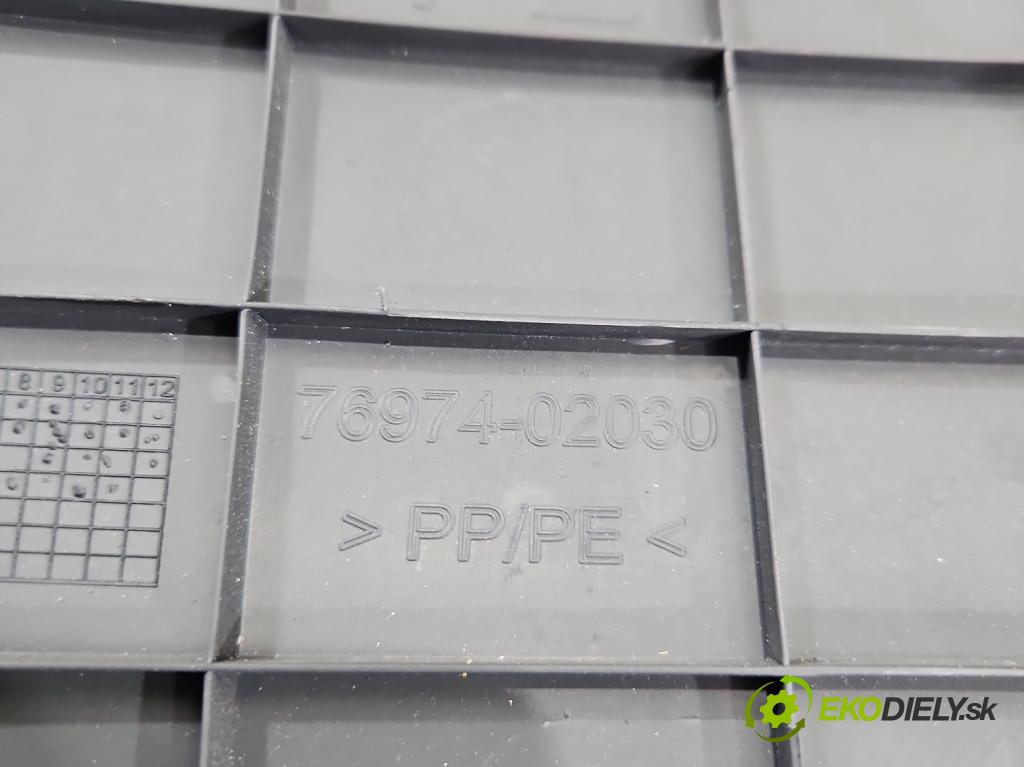 8 9 10 11 12
76974-02030
> PP/PE <
EKODIELY.sk